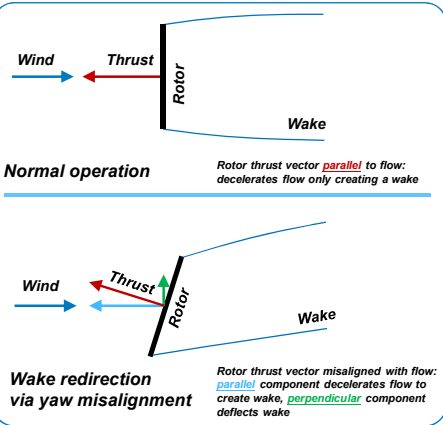 Wind
Thrust
Rotor
Wake
Normal operation
Rotor thrust vector parallel to flow:
decelerates flow only creating a wake
Wind
Thrust
Rotor
Wake
Wake redirection
via yaw misalignment
Rotor thrust vector misaligned with flow:
parallel component decelerates flow to
create wake, perpendicular component
deflects wake